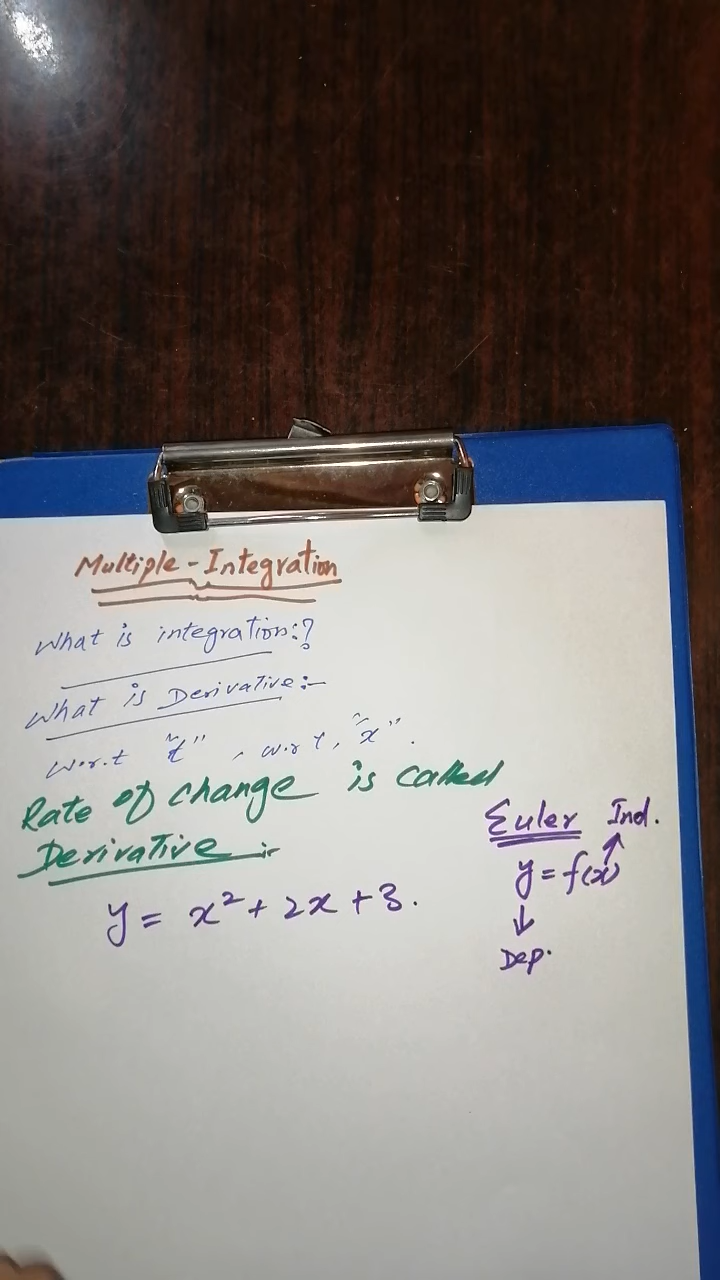 Multiple-Integration
What is integration:?
What is Derivative:-
w.r.t "t", w.r.t, "x".
Rate of change is called
Derivative :-
y = x² + 2x + 3.
Euler Ind.
y = f(x)
Dep.